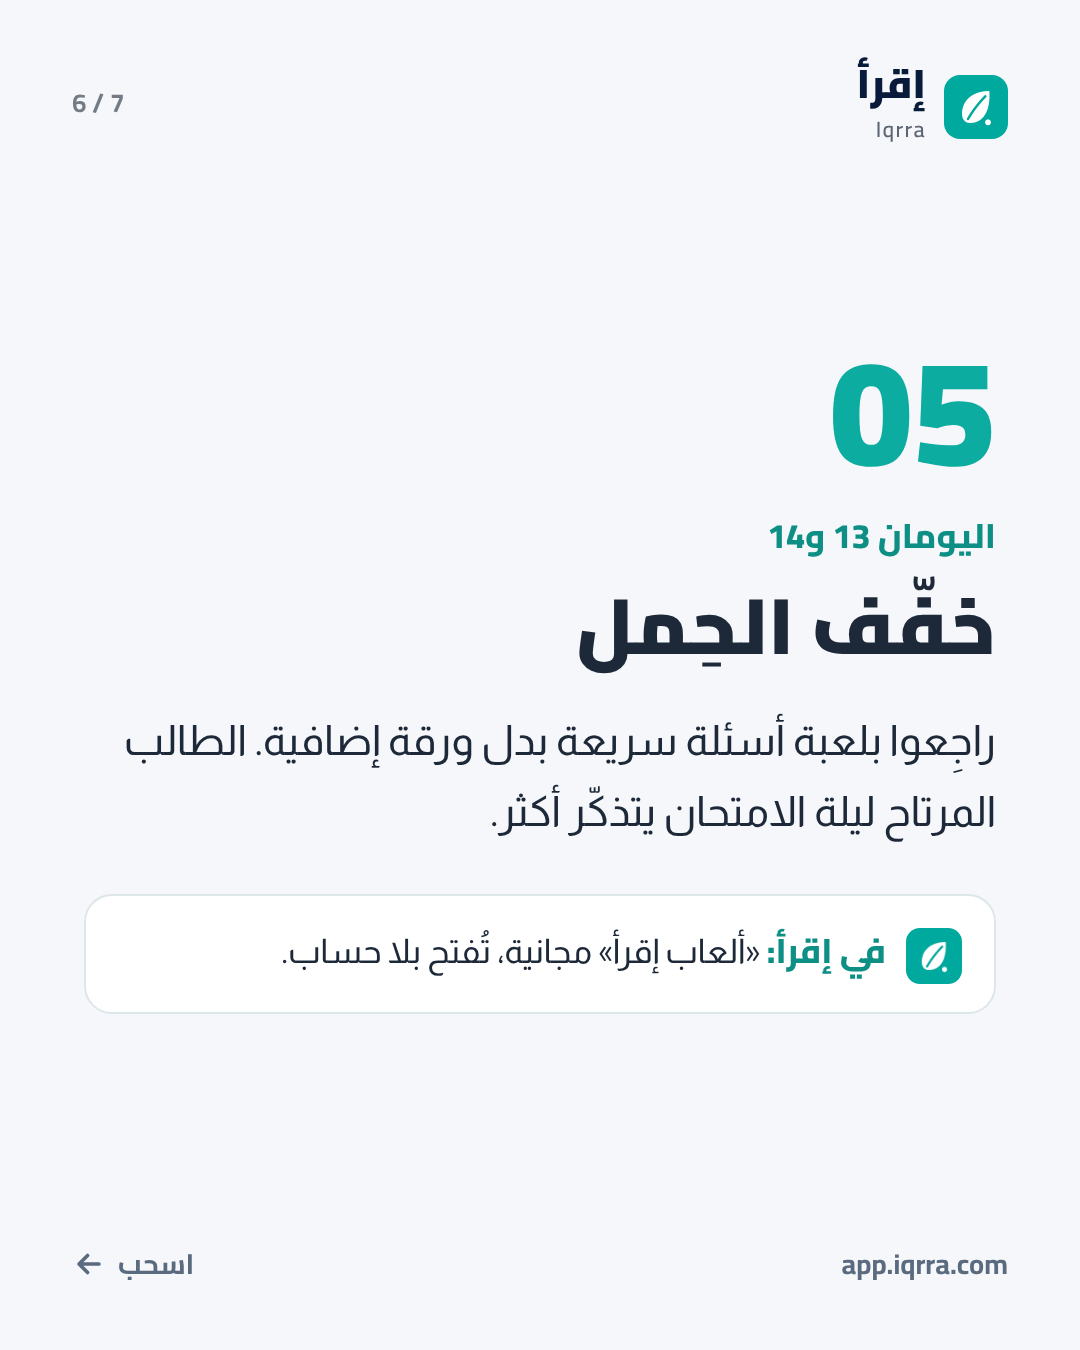 إقرأ
Iqrra
6 / 7
05
اليومان 13 و14
خفّف الحِمل
راجِعوا بلعبة أسئلة سريعة بدل ورقة إضافية. الطالب
المرتاح ليلة الامتحان يتذكّر أكثر.
في إقرأ: «ألعاب إقرأ» مجانية، تُفتح بلا حساب.
app.iqrra.com
اسحب ←